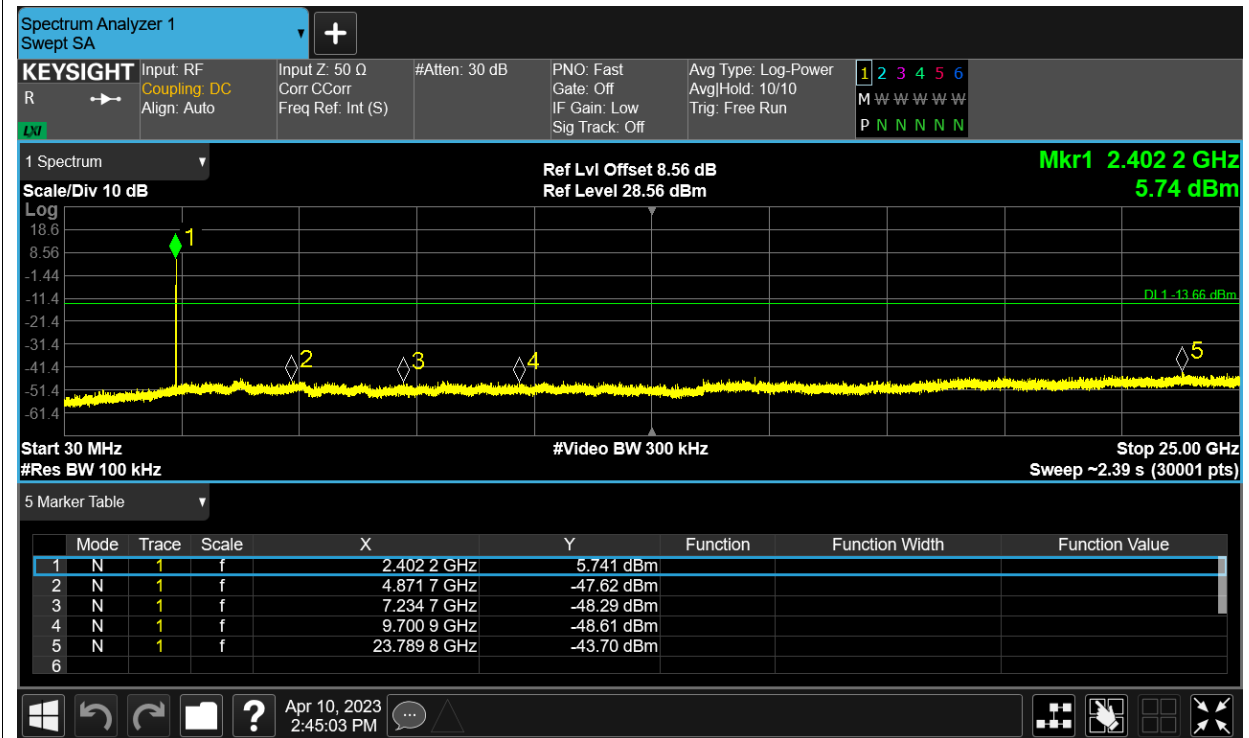 Spectrum Analyzer 1
Swept SA
KEYSIGHT Input: RF Input Z: 50 Ω #Atten: 30 dB PNO: Fast Avg Type: Log-Power 1 2 3 4 5 6
R Coupling: DC Corr CCorr Gate: Off Avg|Hold: 10/10 M W W W W W
Align: Auto Freq Ref: Int (S) IF Gain: Low Trig: Free Run
LXI Sig Track: Off P N N N N N
1 Spectrum Ref Lvl Offset 8.56 dB Mkr1 2.402 2 GHz
Scale/Div 10 dB Ref Level 28.56 dBm 5.74 dBm
Log
18.6 1
8.56
-1.44
-11.4 DL1 -13.66 dBm
-21.4
-31.4
-41.4 2 3 4 5
-51.4
-61.4
Start 30 MHz #Video BW 300 kHz Stop 25.00 GHz
#Res BW 100 kHz Sweep ~2.39 s (30001 pts)
5 Marker Table
Mode Trace Scale X Y Function Function Width Function Value
1 N 1 f 2.402 2 GHz 5.741 dBm
2 N 1 f 4.871 7 GHz -47.62 dBm
3 N 1 f 7.234 7 GHz -48.29 dBm
4 N 1 f 9.700 9 GHz -48.61 dBm
5 N 1 f 23.789 8 GHz -43.70 dBm
6
? Apr 10, 2023
2:45:03 PM